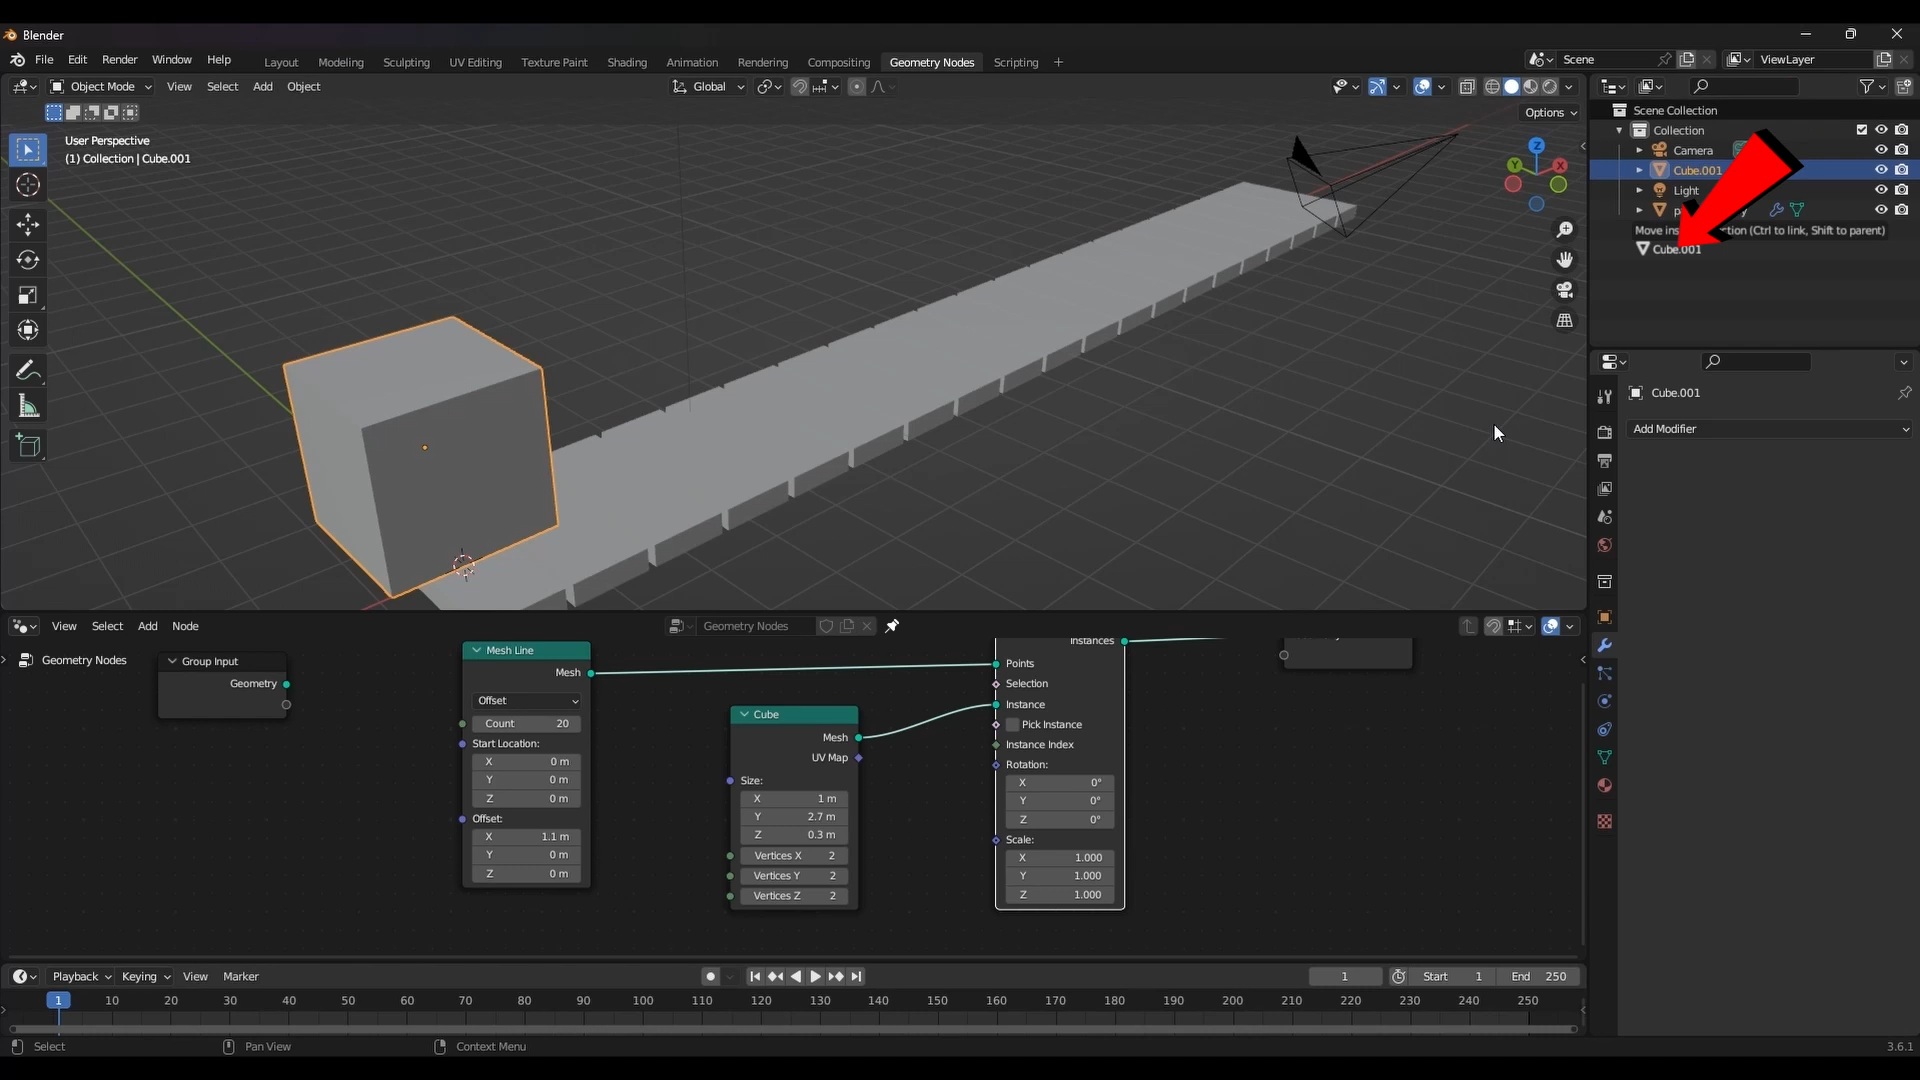 Blender
File Edit Render Window Help
Layout Modeling Sculpting UV Editing Texture Paint Shading Animation Rendering Compositing Geometry Nodes Scripting +
Scene
ViewLayer
Object Mode View Select Add Object
Global
Options
User Perspective
(1) Collection | Cube.001
Z
Y
X
Scene Collection
Collection
Camera
Cube.001
Light
(Ctrl to link, Shift to parent)
Cube.001
Cube.001
Add Modifier
View Select Add Node
Geometry Nodes
Geometry Nodes
Group Input
Geometry
Mesh Line
Mesh
Offset
Count 20
Start Location:
X 0 m
Y 0 m
Z 0 m
Offset:
X 1.1 m
Y 0 m
Z 0 m
Cube
Mesh
UV Map
Size:
X 1 m
Y 2.7 m
Z 0.3 m
Vertices X 2
Vertices Y 2
Vertices Z 2
Instances
Points
Selection
Instance
Pick Instance
Instance Index
Rotation:
X 0°
Y 0°
Z 0°
Scale:
X 1.000
Y 1.000
Z 1.000
Playback Keying View Marker
1
Start 1
End 250
1 10 20 30 40 50 60 70 80 90 100 110 120 130 140 150 160 170 180 190 200 210 220 230 240 250
Select
Pan View
Context Menu
3.6.1